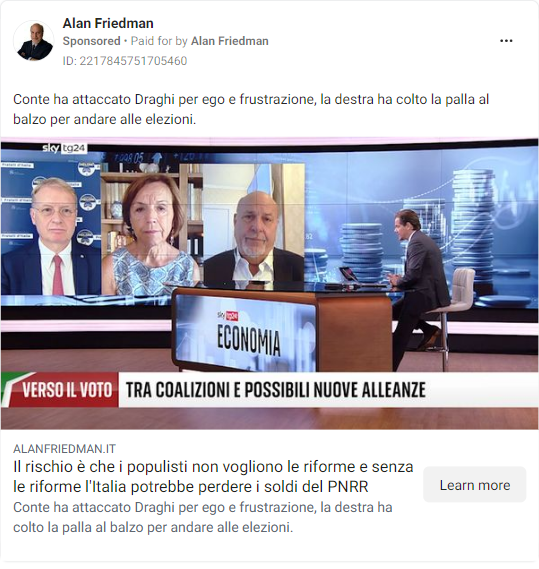 Alan Friedman
Sponsored • Paid for by Alan Friedman
ID: 2217845751705460
Conte ha attaccato Draghi per ego e frustrazione, la destra ha colto la palla al
balzo per andare alle elezioni.
sky tg24
Fratelli d'Italia
sky tg24
ECONOMIA
VERSO IL VOTO TRA COALIZIONI E POSSIBILI NUOVE ALLEANZE
ALANFRIEDMAN.IT
Il rischio è che i populisti non vogliono le riforme e senza
le riforme l'Italia potrebbe perdere i soldi del PNRR
Learn more
Conte ha attaccato Draghi per ego e frustrazione, la destra ha
colto la palla al balzo per andare alle elezioni.